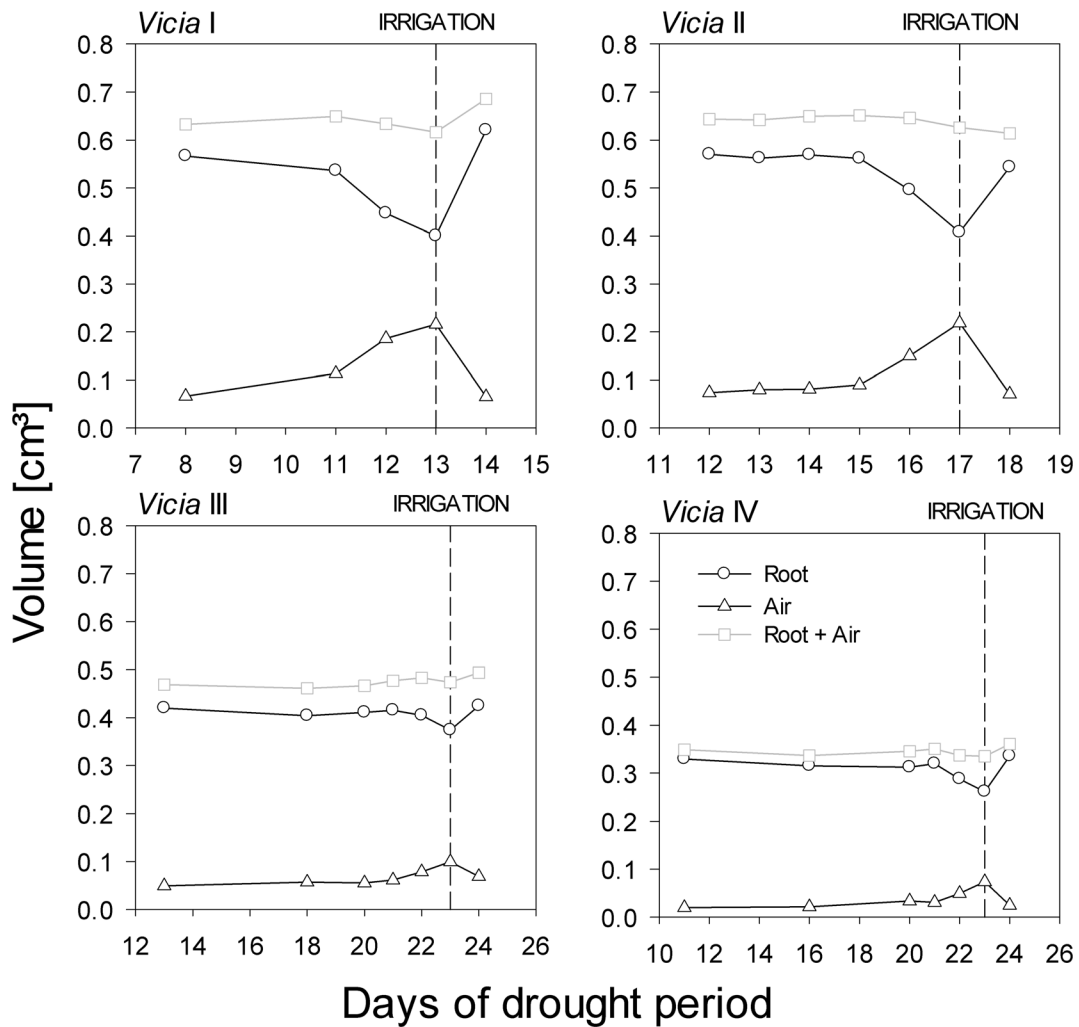 Vicia I
IRRIGATION
0.8
0.7
0.6
0.5
0.4
0.3
0.2
0.1
0.0
7 8 9 10 11 12 13 14 15
Vicia II
IRRIGATION
0.8
0.7
0.6
0.5
0.4
0.3
0.2
0.1
0.0
11 12 13 14 15 16 17 18 19
Vicia III
IRRIGATION
0.8
0.7
0.6
0.5
0.4
0.3
0.2
0.1
0.0
12 14 16 18 20 22 24 26
Vicia IV
IRRIGATION
0.8
0.7
0.6
0.5
0.4
0.3
0.2
0.1
0.0
Root
Air
Root + Air
10 12 14 16 18 20 22 24 26
Volume [cm³]
Days of drought period